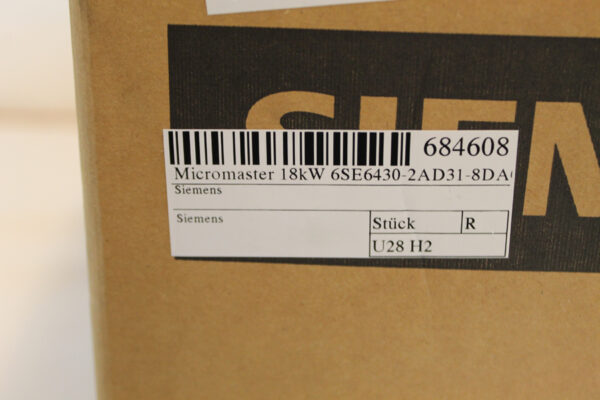 SIEM
684608
Micromaster 18kW 6SE6430-2AD31-8DA
Siemens
Siemens
Stück R
U28 H2